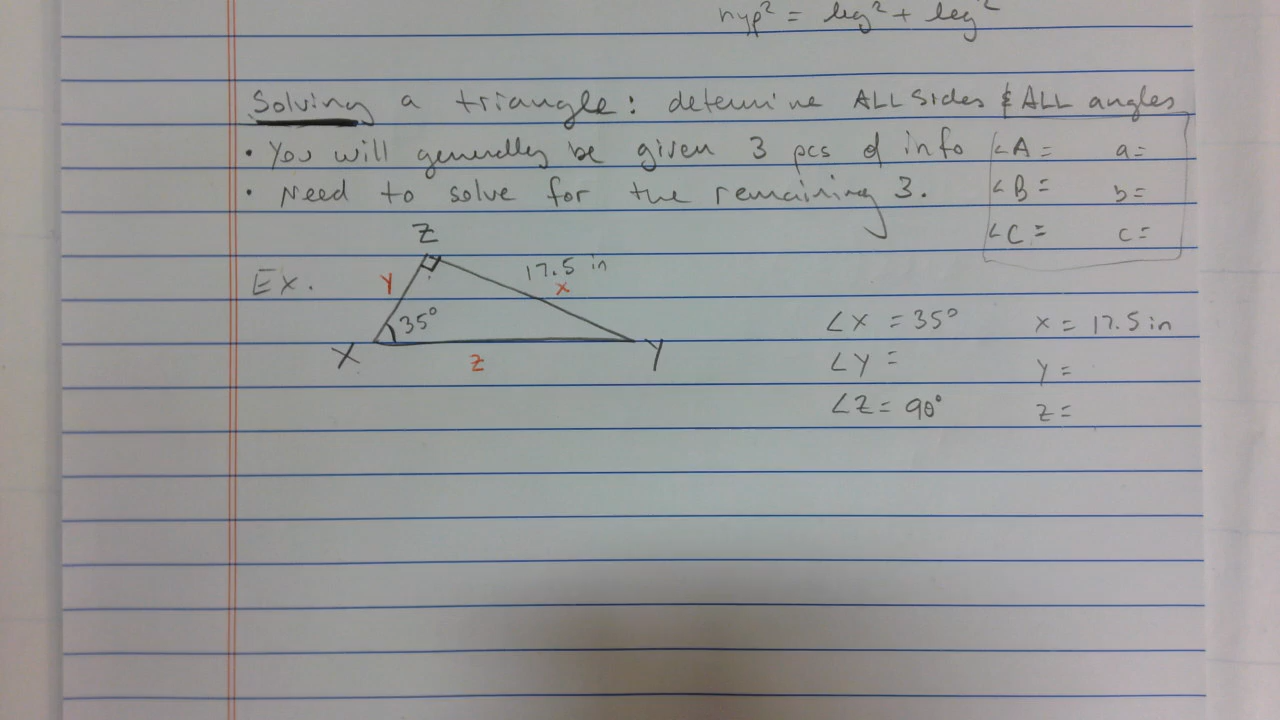 hyp² = leg² + leg²
Solving a triangle: determine ALL sides & ALL angles
• You will generally be given 3 pcs of info
• Need to solve for the remaining 3.
∠A = a=
∠B = b=
∠C = c=
Ex.
Z
y
17.5 in
x
35°
X
z
Y
∠X = 35° x = 17.5 in
∠Y = y =
∠Z = 90° z =